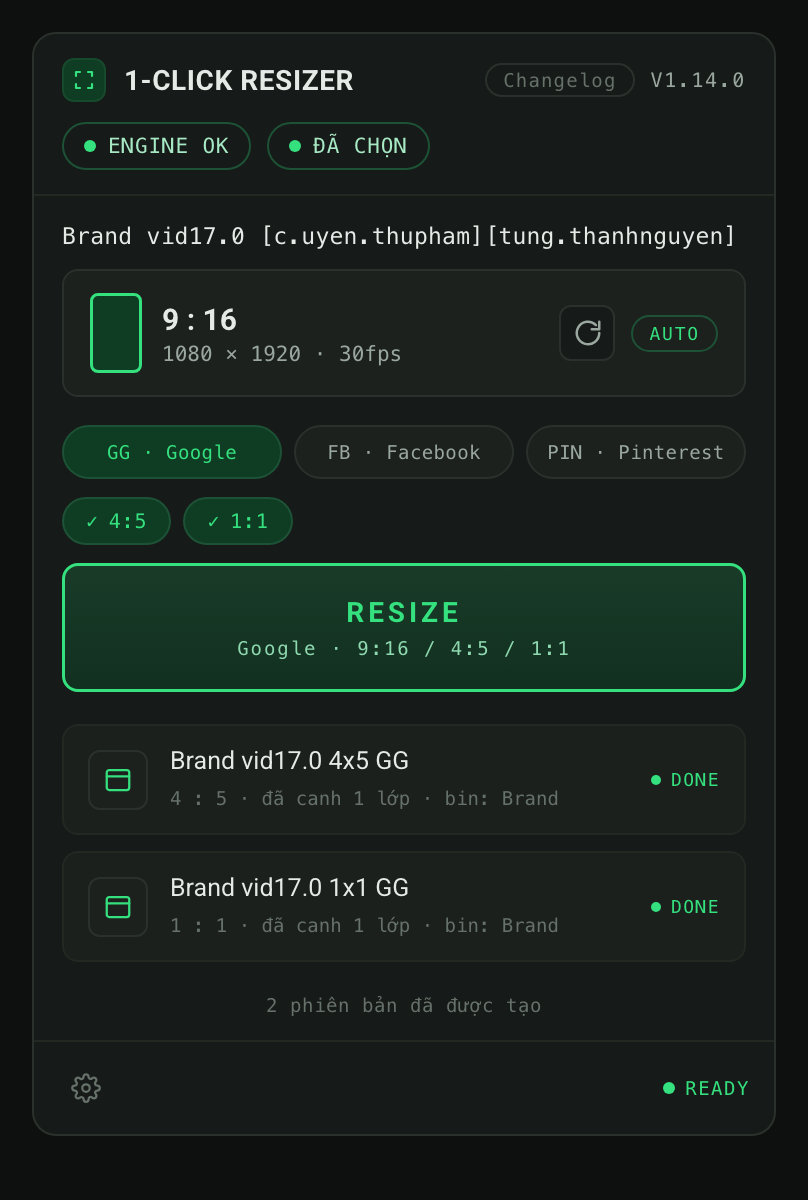 1-CLICK RESIZER
Changelog
V1.14.0
ENGINE OK
ĐÃ CHỌN
Brand vid17.0 [c.uyen.thupham][tung.thanhnguyen]
9:16
1080 × 1920 · 30fps
AUTO
GG · Google
FB · Facebook
PIN · Pinterest
✓ 4:5
✓ 1:1
RESIZE
Google · 9:16 / 4:5 / 1:1
Brand vid17.0 4x5 GG
4 : 5 · đã canh 1 lớp · bin: Brand
DONE
Brand vid17.0 1x1 GG
1 : 1 · đã canh 1 lớp · bin: Brand
DONE
2 phiên bản đã được tạo
READY